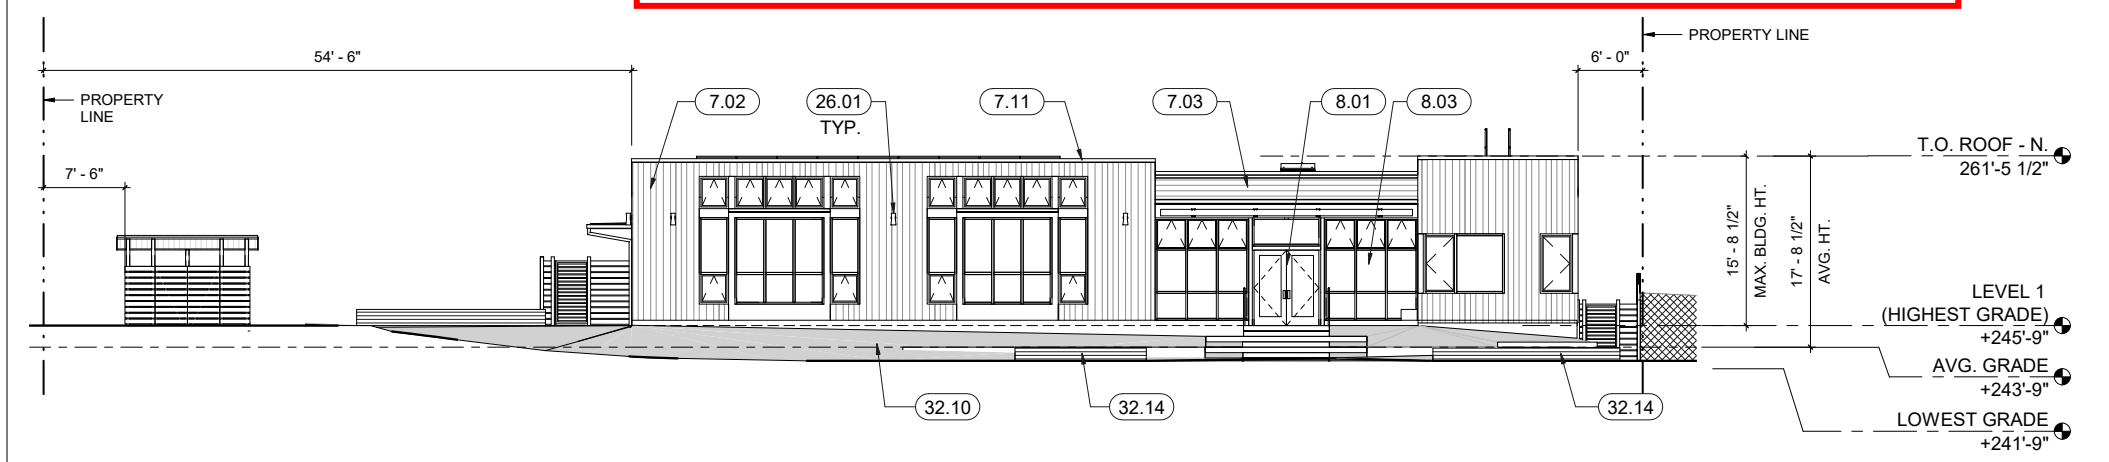 PROPERTY LINE
54' - 6"
6' - 0"
PROPERTY
LINE
7.02
26.01
TYP.
7.11
7.03
8.01
8.03
T.O. ROOF - N.
261'-5 1/2"
7' - 6"
15' - 8 1/2"
MAX. BLDG. HT.
17' - 8 1/2"
AVG. HT.
LEVEL 1
(HIGHEST GRADE)
+245'-9"
AVG. GRADE
+243'-9"
32.10
32.14
32.14
LOWEST GRADE
+241'-9"